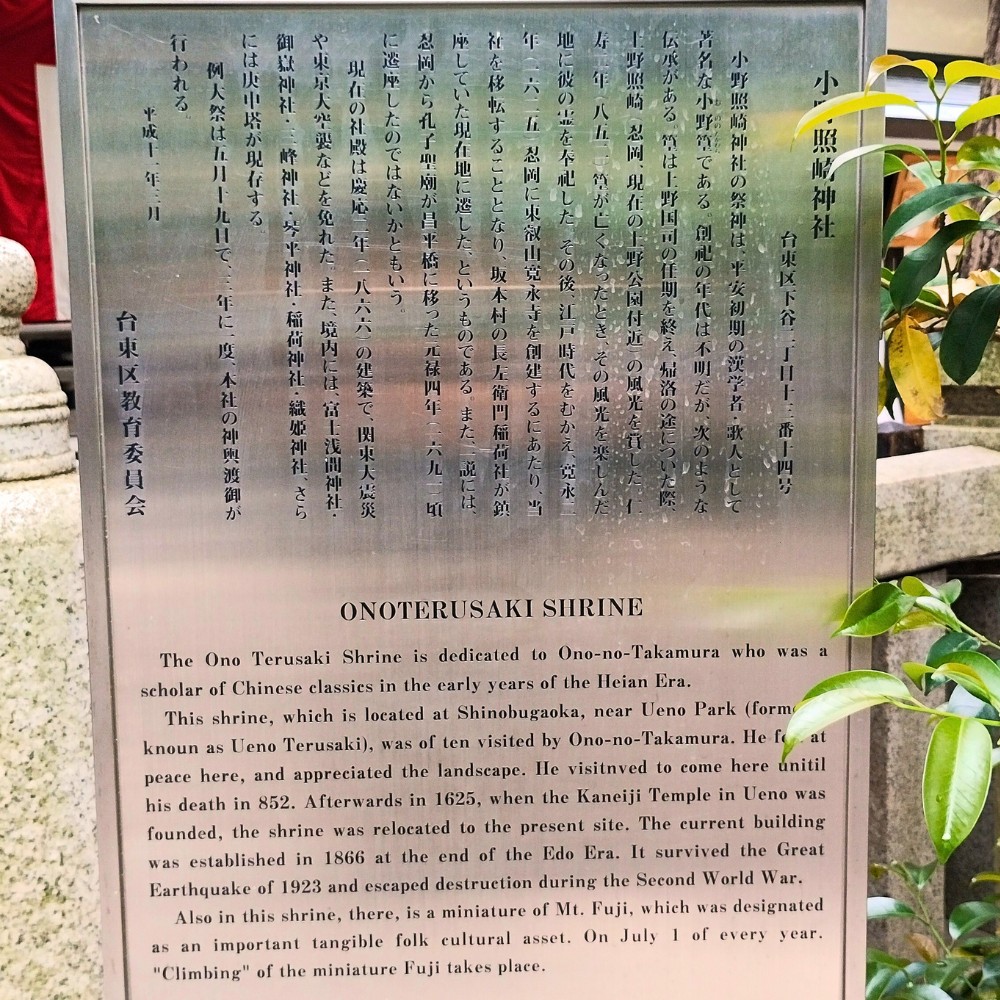 小野照崎神社
台東区下谷二丁目十三番十四号
小野照崎神社の祭神は、平安初期の漢学者・歌人として
著名な小野篁である。創祀の年代は不明だが、次のような
伝承がある。篁は上野国司の任期を終え、帰洛の途についた際、
上野照崎(忍岡、現在の上野公園付近)の風光を賞した。仁
寿二年(八五二)篁が亡くなったとき、その風光を楽しんだ
地に彼の霊を奉祀した。その後、江戸時代をむかえ、寛永二
年(一六二五)忍岡に東叡山寛永寺を創建するにあたり、当
社を移転することとなり、坂本村の長左衛門稲荷社が鎮
座していた現在地に遷した、というものである。また、一説には、
忍岡から孔子聖廟が昌平橋に移った元禄四年(一六九一)頃
に遷座したのではないかともいう。
現在の社殿は慶応二年(一八六六)の建築で、関東大震災
や東京大空襲などを免れた。また、境内には、富士浅間神社・
御嶽神社・三峰神社・琴平神社・稲荷神社・織姫神社、さら
には庚申塔が現存する
例大祭は五月十九日で、三年に一度、本社の神輿渡御が
行われる。
平成十一年三月
台東区教育委員会
ONOTERUSAKI SHRINE
The Ono Terusaki Shrine is dedicated to Ono-no-Takamura who was a
scholar of Chinese classics in the early years of the Heian Era.
This shrine, which is located at Shinobugaoka, near Ueno Park
knoun as Ueno Terusaki), was of ten visited by Ono-no-Takamura. He at
peace here, and appreciated the landscape. He visitnved to come here unitil
his death in 852. Afterwards in 1625, when the Kaneiji Temple in Ueno was
founded, the shrine was relocated to the present site. The current building
was established in 1866 at the end of the Edo Era. It survived the Great
Earthquake of 1923 and escaped destruction during the Second World War.
Also in this shrine, there, is a miniature of Mt. Fuji, which was designated
as an important tangible folk cultural asset. On July 1 of every year.
"Climbing" of the miniature Fuji takes place.